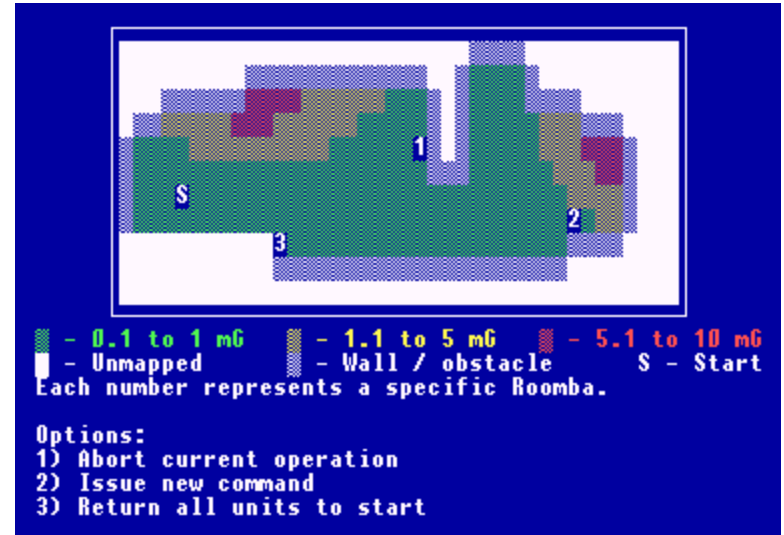 1
S
2
3
- 0.1 to 1 mG - 1.1 to 5 mG - 5.1 to 10 mG
- Unmapped - Wall / obstacle S - Start
Each number represents a specific Roomba.
Options:
1) Abort current operation
2) Issue new command
3) Return all units to start